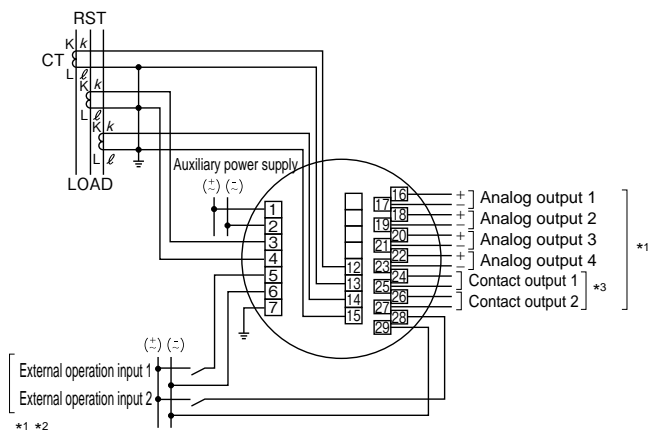 RST
K k
CT
L ℓ
K k
L ℓ
K k
L ℓ
LOAD
Auxiliary power supply
(+∼) (-∼)
1
2
3
4
5
6
7
12
13
14
15
16
17
18
19
20
21
22
23
24
25
26
27
28
29
+
− Analog output 1
+
− Analog output 2
+
− Analog output 3
+
− Analog output 4
Contact output 1
Contact output 2
*3
*1
(+∼) (-∼)
External operation input 1
External operation input 2
*1 *2